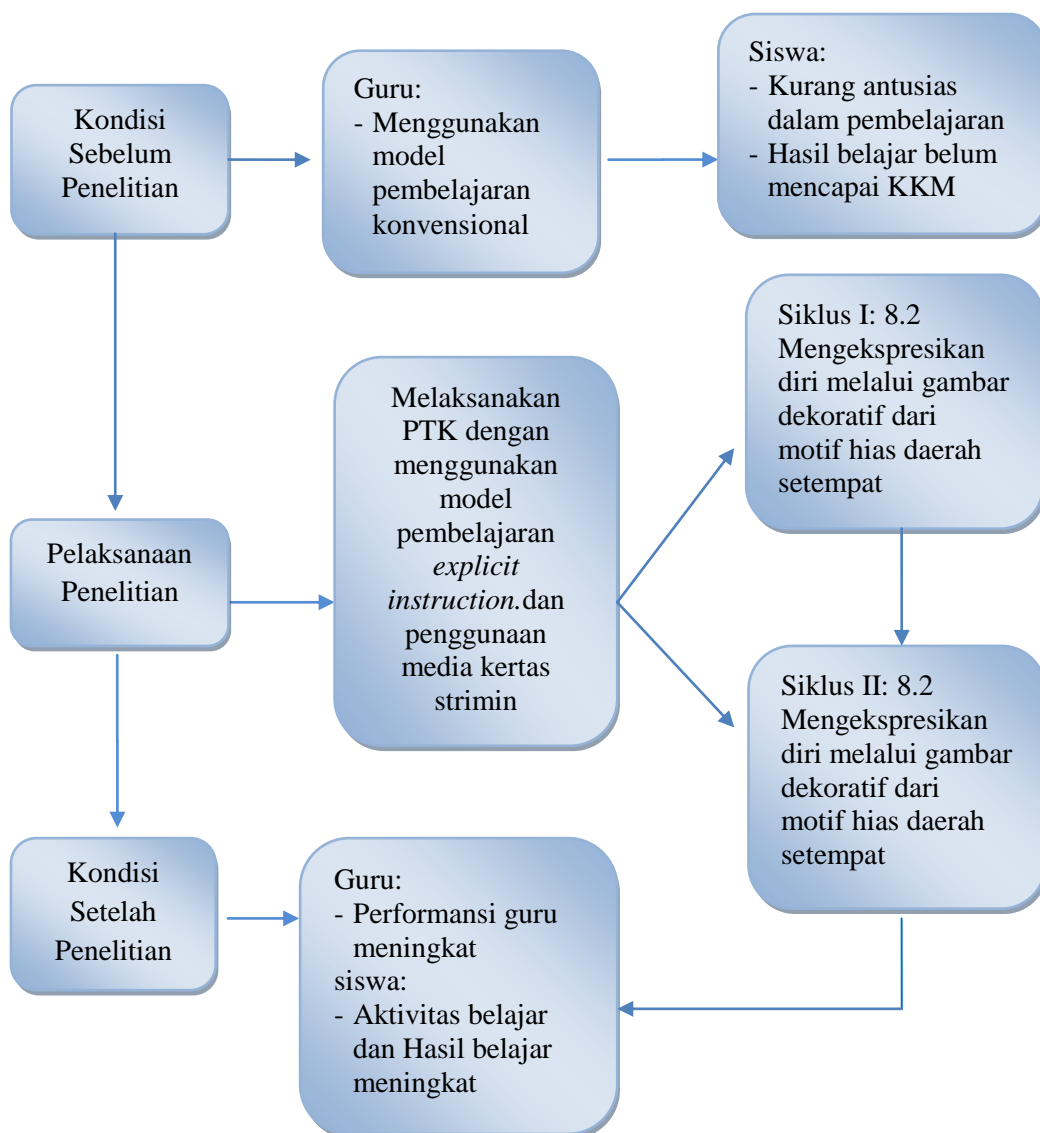 Kondisi
Sebelum
Penelitian
Guru:
- Menggunakan
model
pembelajaran
konvensional
Siswa:
- Kurang antusias
dalam pembelajaran
- Hasil belajar belum
mencapai KKM
Pelaksanaan
Penelitian
Melaksanakan
PTK dengan
menggunakan
model
pembelajaran
explicit
instruction.dan
penggunaan
media kertas
strimin
Siklus I: 8.2
Mengekspresikan
diri melalui gambar
dekoratif dari
motif hias daerah
setempat
Siklus II: 8.2
Mengekspresikan
diri melalui gambar
dekoratif dari
motif hias daerah
setempat
Kondisi
Setelah
Penelitian
Guru:
- Performansi guru
meningkat
siswa:
- Aktivitas belajar
dan Hasil belajar
meningkat